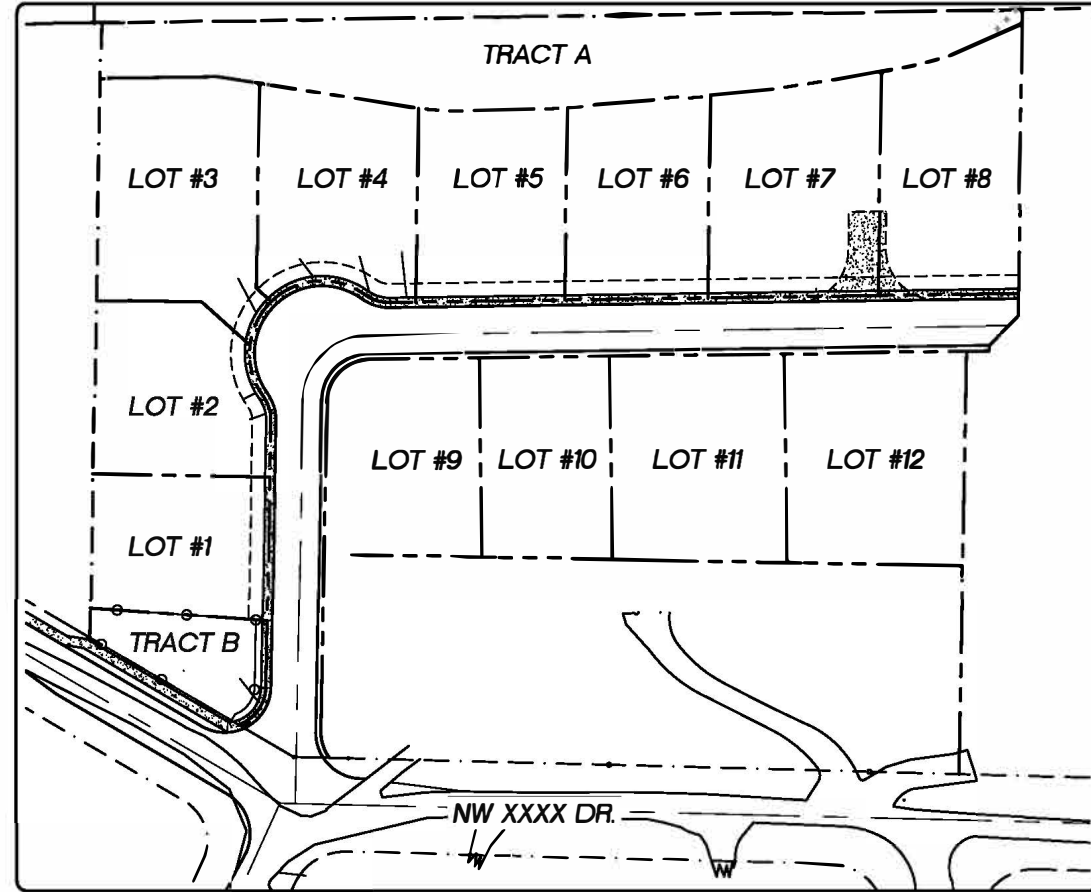 TRACT A
LOT #3
LOT #4
LOT #5
LOT #6
LOT #7
LOT #8
LOT #2
LOT #9
LOT #10
LOT #11
LOT #12
LOT #1
TRACT B
NW XXXX DR.